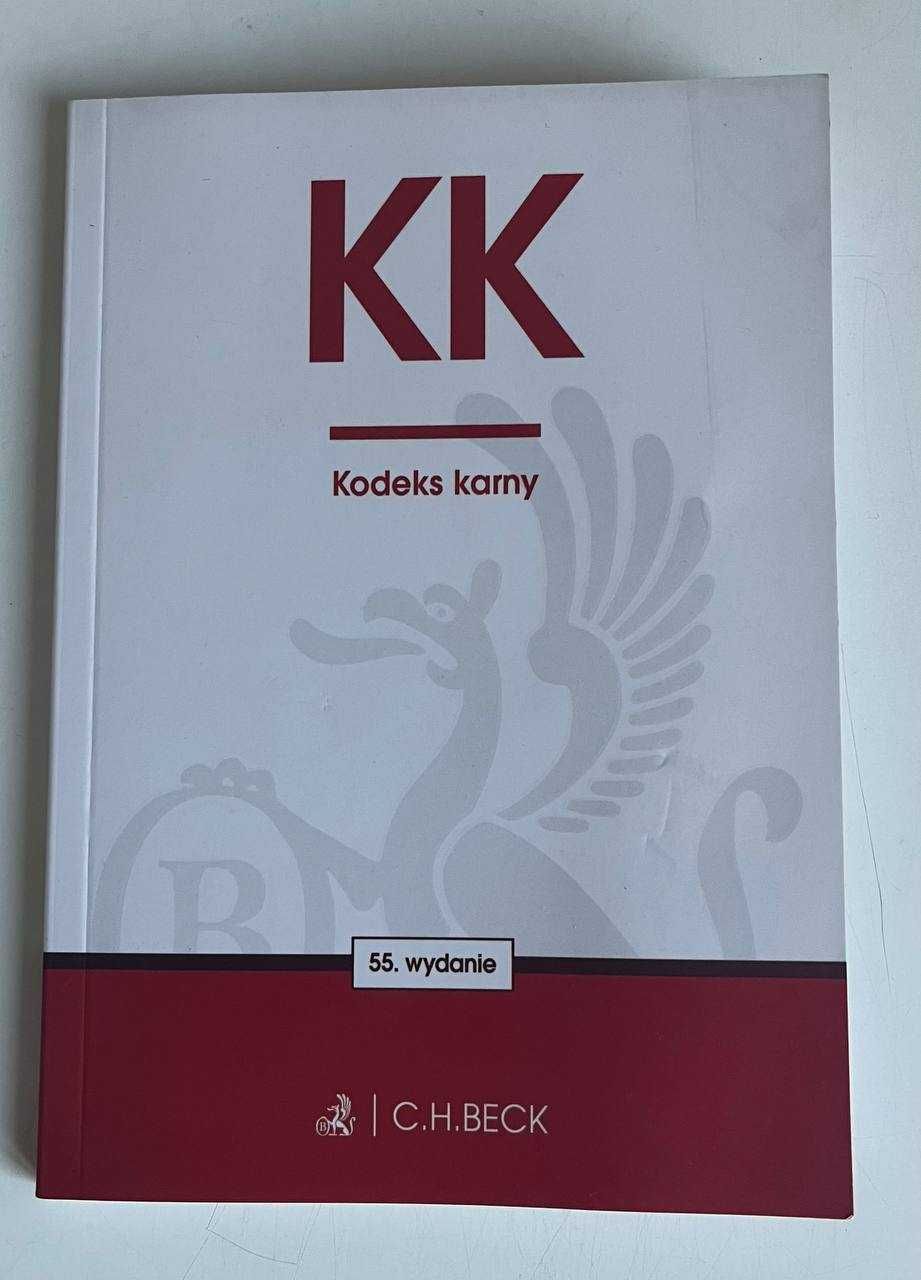 KK
Kodeks karny
B
55. wydanie
B
C.H.BECK